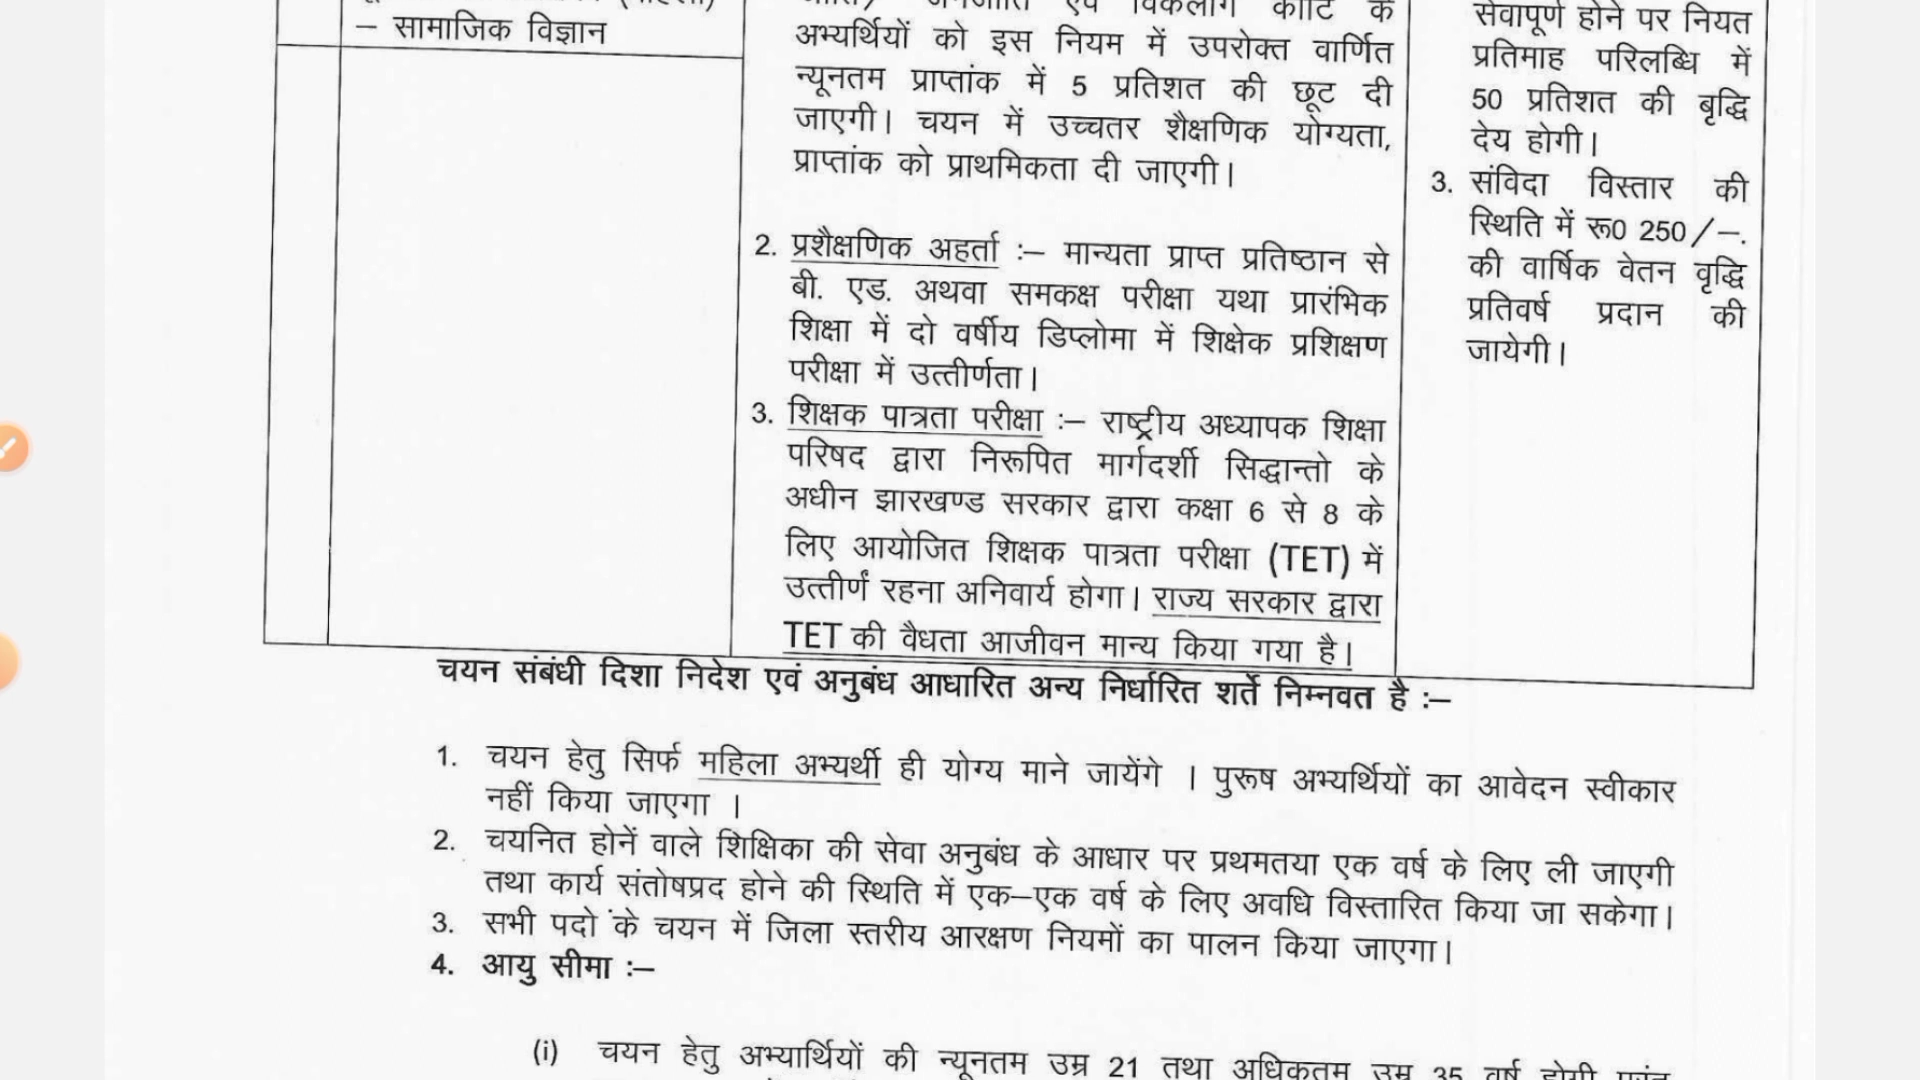 – सामाजिक विज्ञान
अभ्यर्थियों को इस नियम में उपरोक्त वार्णित
न्यूनतम प्राप्तांक में 5 प्रतिशत की छूट दी
जाएगी। चयन में उच्चतर शैक्षणिक योग्यता,
प्राप्तांक को प्राथमिकता दी जाएगी।
2. प्रशैक्षणिक अहर्ता :– मान्यता प्राप्त प्रतिष्ठान से
बी. एड. अथवा समकक्ष परीक्षा यथा प्रारंभिक
शिक्षा में दो वर्षीय डिप्लोमा में शिक्षेक प्रशिक्षण
परीक्षा में उत्तीर्णता।
3. शिक्षक पात्रता परीक्षा :– राष्ट्रीय अध्यापक शिक्षा
परिषद द्वारा निरूपित मार्गदर्शी सिद्धान्तो के
अधीन झारखण्ड सरकार द्वारा कक्षा 6 से 8 के
लिए आयोजित शिक्षक पात्रता परीक्षा (TET) में
उत्तीर्णं रहना अनिवार्य होगा। राज्य सरकार द्वारा
TET की वैधता आजीवन मान्य किया गया है।
सेवापूर्ण होने पर नियत
प्रतिमाह परिलब्धि में
50 प्रतिशत की बृद्धि
देय होगी।
3. संविदा विस्तार की
स्थिति में रू0 250/–.
की वार्षिक वेतन वृद्धि
प्रतिवर्ष प्रदान की
जायेगी।
चयन संबंधी दिशा निदेश एवं अनुबंध आधारित अन्य निर्धारित शर्ते निम्नवत है :–
1. चयन हेतु सिर्फ महिला अभ्यर्थी ही योग्य माने जायेंगे । पुरूष अभ्यर्थियों का आवेदन स्वीकार
नहीं किया जाएगा ।
2. चयनित होनें वाले शिक्षिका की सेवा अनुबंध के आधार पर प्रथमतया एक वर्ष के लिए ली जाएगी
तथा कार्य संतोषप्रद होने की स्थिति में एक–एक वर्ष के लिए अवधि विस्तारित किया जा सकेगा।
3. सभी पदो के चयन में जिला स्तरीय आरक्षण नियमों का पालन किया जाएगा।
4. आयु सीमा :–
(i) चयन हेतु अभ्यार्थियों की न्यूनतम उम्र 21 तथा अधिकतम उम्र 35 वर्ष होगी